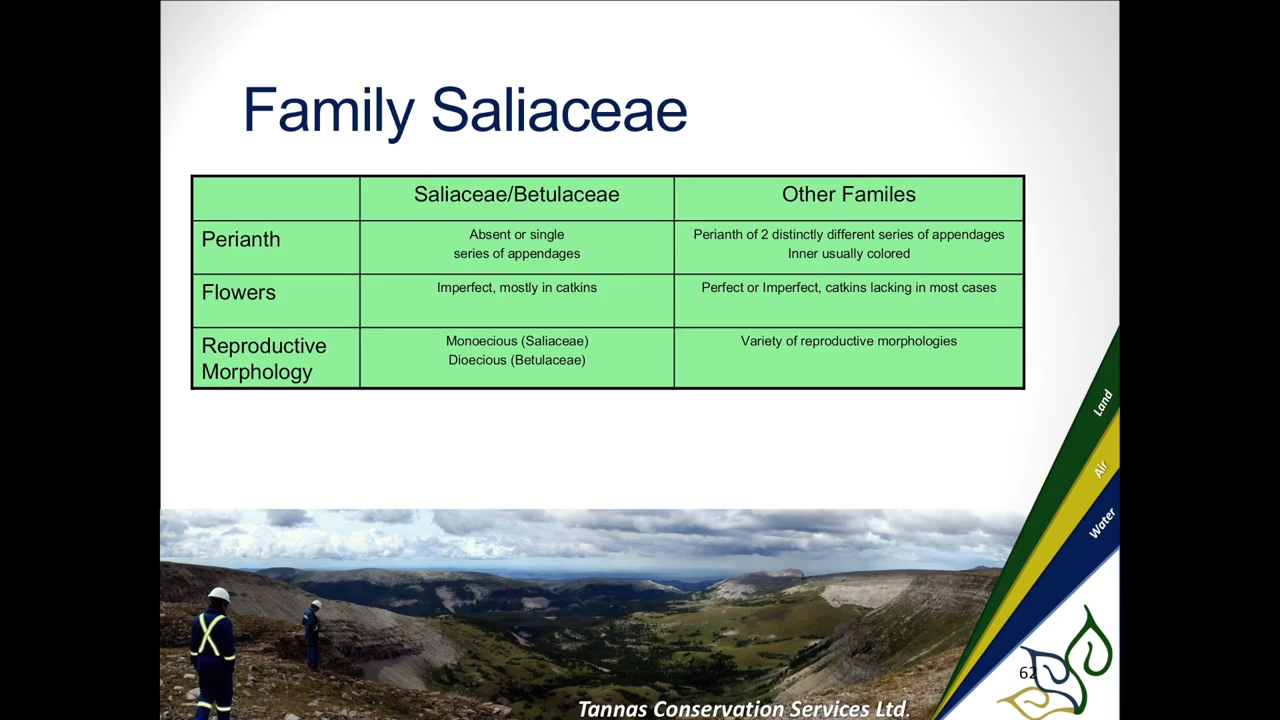 Family Saliaceae
Saliaceae/Betulaceae
Other Familes
Perianth
Absent or single
series of appendages
Perianth of 2 distinctly different series of appendages
Inner usually colored
Flowers
Imperfect, mostly in catkins
Perfect or Imperfect, catkins lacking in most cases
Reproductive
Morphology
Monoecious (Saliaceae)
Dioecious (Betulaceae)
Variety of reproductive morphologies
Land
Air
Water
62
Tannas Conservation Services Ltd.